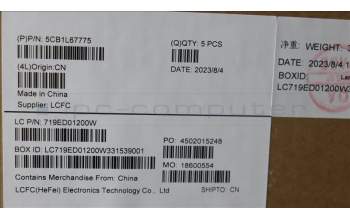 (P)P/N: 5CB1L67775
(Q)QTY: 5 PCS
净重: WEIGHT:
(4L)Origin:CN
DATE: 2023/8/4
DATE: 2023/8/4
Made in China
BOXID:
Supplier: LCFC
LC719ED01200W
LC P/N: 719ED01200W
PO: 4502015248
BOX ID: LC719ED01200W331539001
MO: 18600554
Contains Merchandise From: China
LCFC(HeFei) Electronics Technology Co., Ltd
SHIPTO: CN